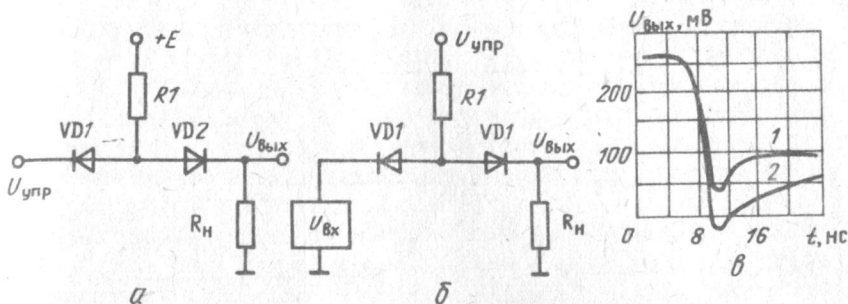 +E
R1
VD1
VD2
Uвых
Uупр
Rн
а
Uупр
R1
VD1
VD1
Uвых
Uвх
Rн
б
Uвых, мВ
200
100
1
2
0
8
16
t, нс
в